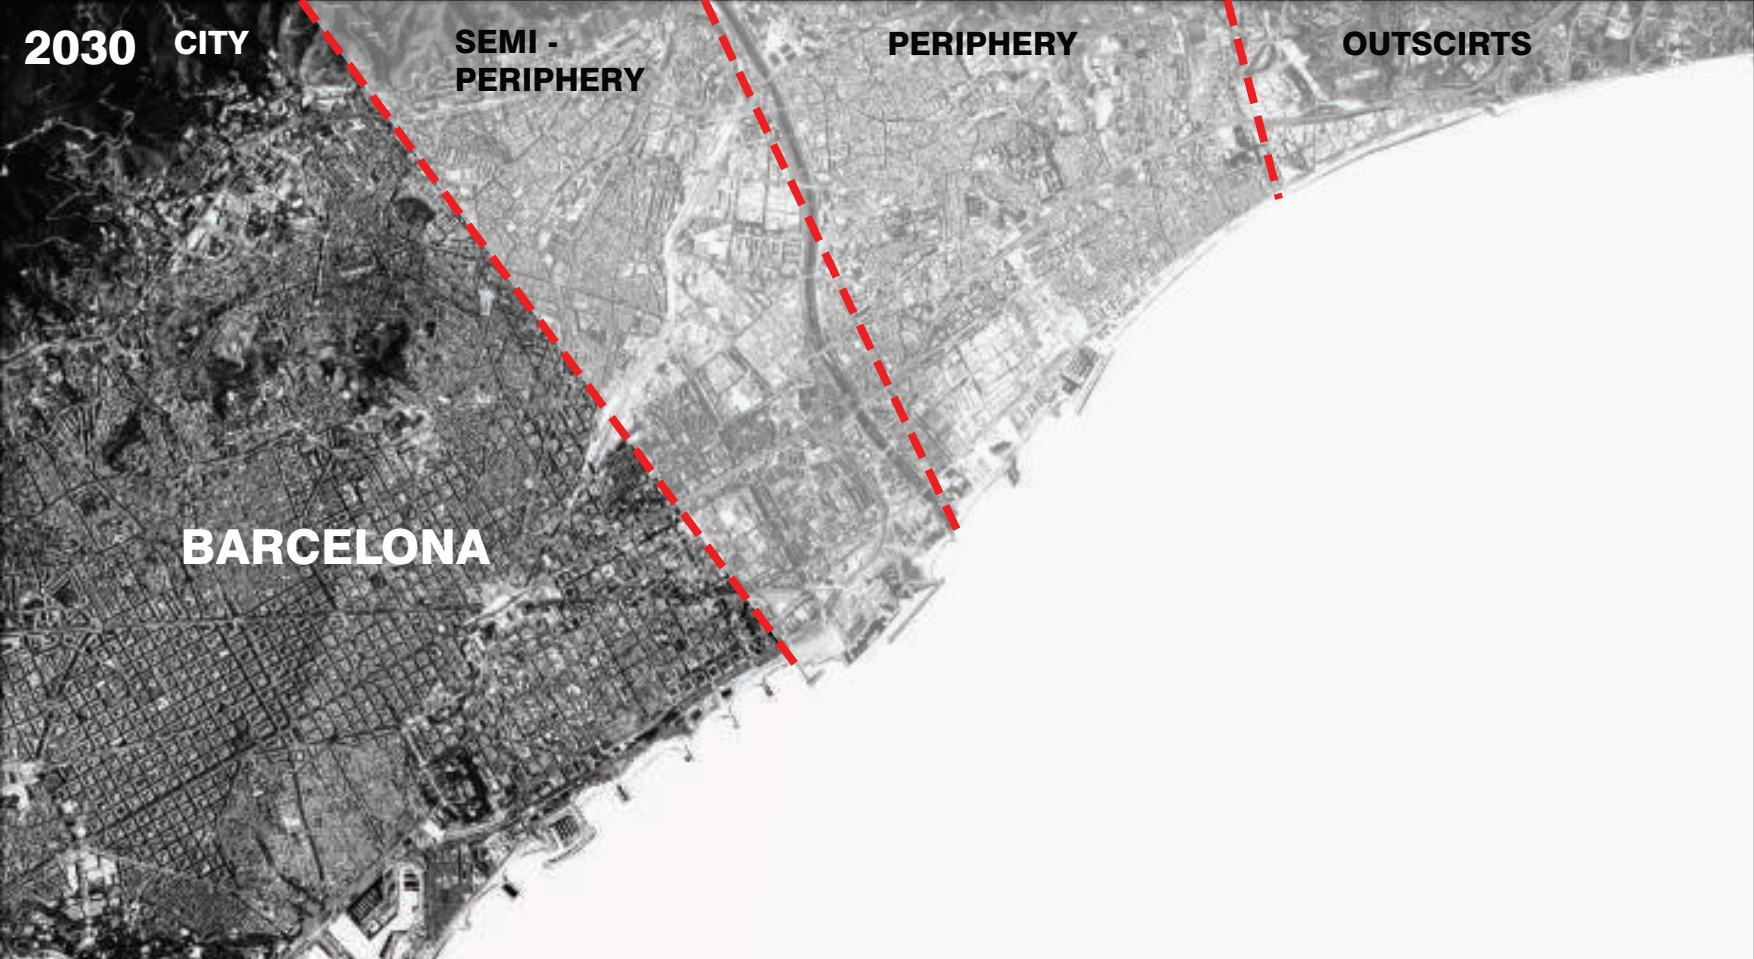 2030 CITY
SEMI -
PERIPHERY
PERIPHERY
OUTSCIRTS
BARCELONA